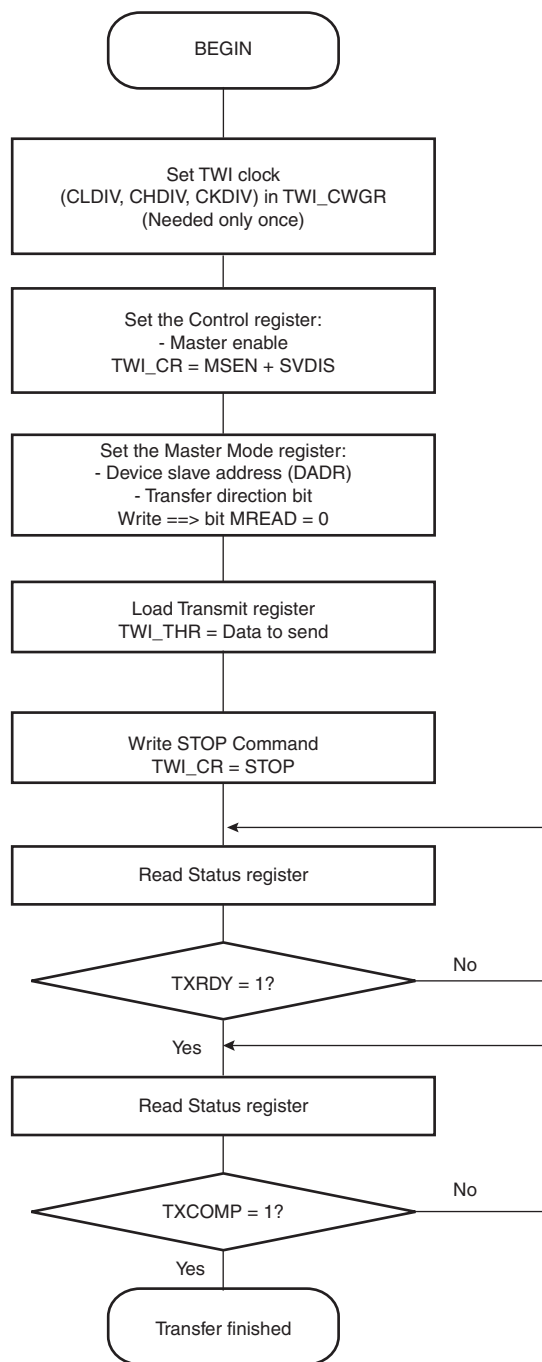 BEGIN
Set TWI clock
(CLDIV, CHDIV, CKDIV) in TWI_CWGR
(Needed only once)
Set the Control register:
- Master enable
TWI_CR = MSEN + SVDIS
Set the Master Mode register:
- Device slave address (DADR)
- Transfer direction bit
Write ==> bit MREAD = 0
Load Transmit register
TWI_THR = Data to send
Write STOP Command
TWI_CR = STOP
Read Status register
TXRDY = 1?
No
Yes
Read Status register
TXCOMP = 1?
No
Yes
Transfer finished